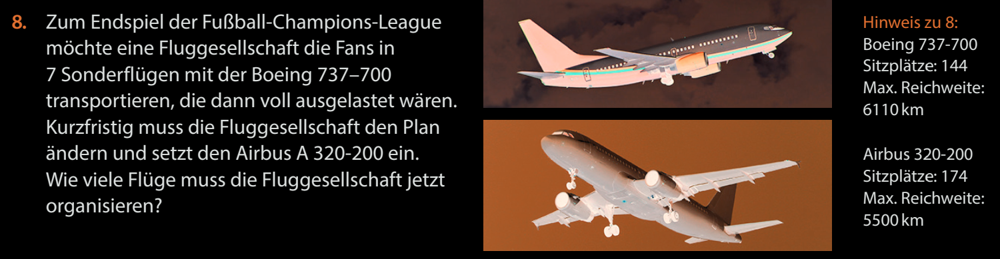 8. Zum Endspiel der Fußball-Champions-League
möchte eine Fluggesellschaft die Fans in
7 Sonderflügen mit der Boeing 737–700
transportieren, die dann voll ausgelastet wären.
Kurzfristig muss die Fluggesellschaft den Plan
ändern und setzt den Airbus A 320-200 ein.
Wie viele Flüge muss die Fluggesellschaft jetzt
organisieren?
Hinweis zu 8:
Boeing 737-700
Sitzplätze: 144
Max. Reichweite:
6110 km
Airbus 320-200
Sitzplätze: 174
Max. Reichweite:
5500 km